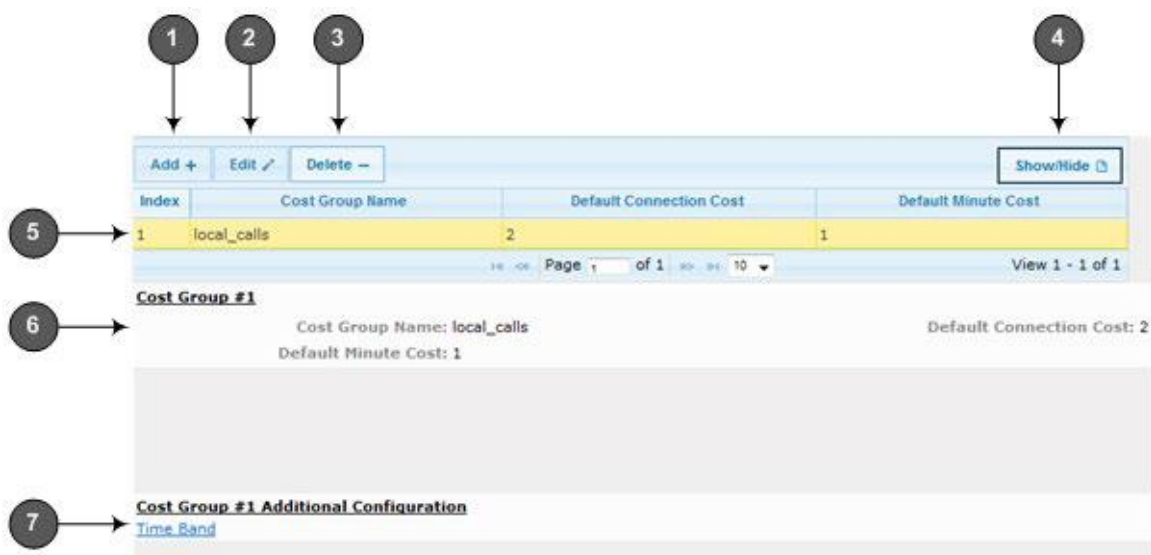 1 2 3 4
Add + Edit Delete - Show/Hide
Index Cost Group Name Default Connection Cost Default Minute Cost
5 1 local_calls 2 1
Page 1 of 1 10 View 1 - 1 of 1
Cost Group #1
6 Cost Group Name: local_calls Default Connection Cost: 2
Default Minute Cost: 1
Cost Group #1 Additional Configuration
7 Time Band